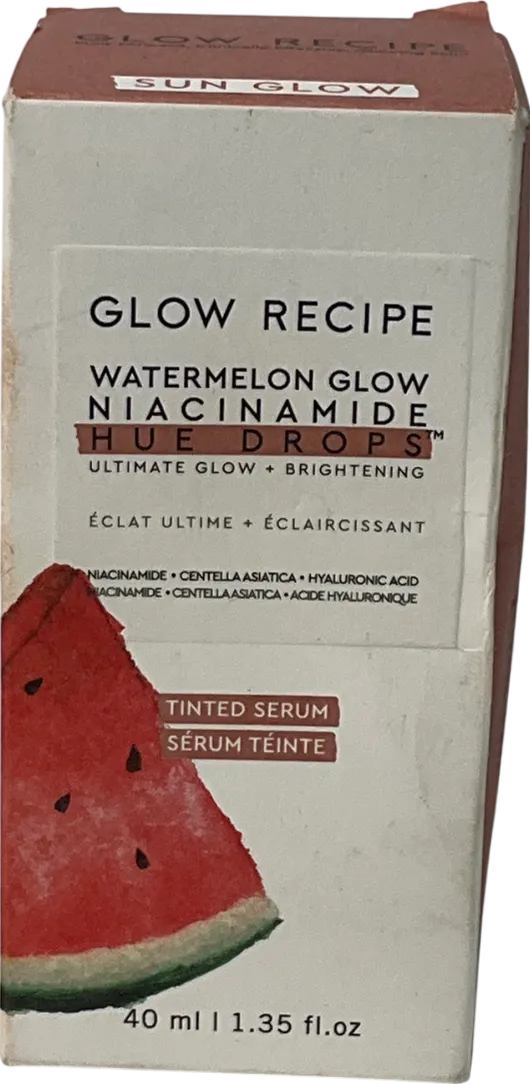 GLOW RECIPE
SUN GLOW
GLOW RECIPE
WATERMELON GLOW
NIACINAMIDE
HUE DROPS™
ULTIMATE GLOW + BRIGHTENING
ÉCLAT ULTIME + ÉCLAIRCISSANT
NIACINAMIDE • CENTELLA ASIATICA • HYALURONIC ACID
NIACINAMIDE • CENTELLA ASIATICA • ACIDE HYALURONIQUE
TINTED SERUM
SÉRUM TÉINTE
40 ml | 1.35 fl.oz